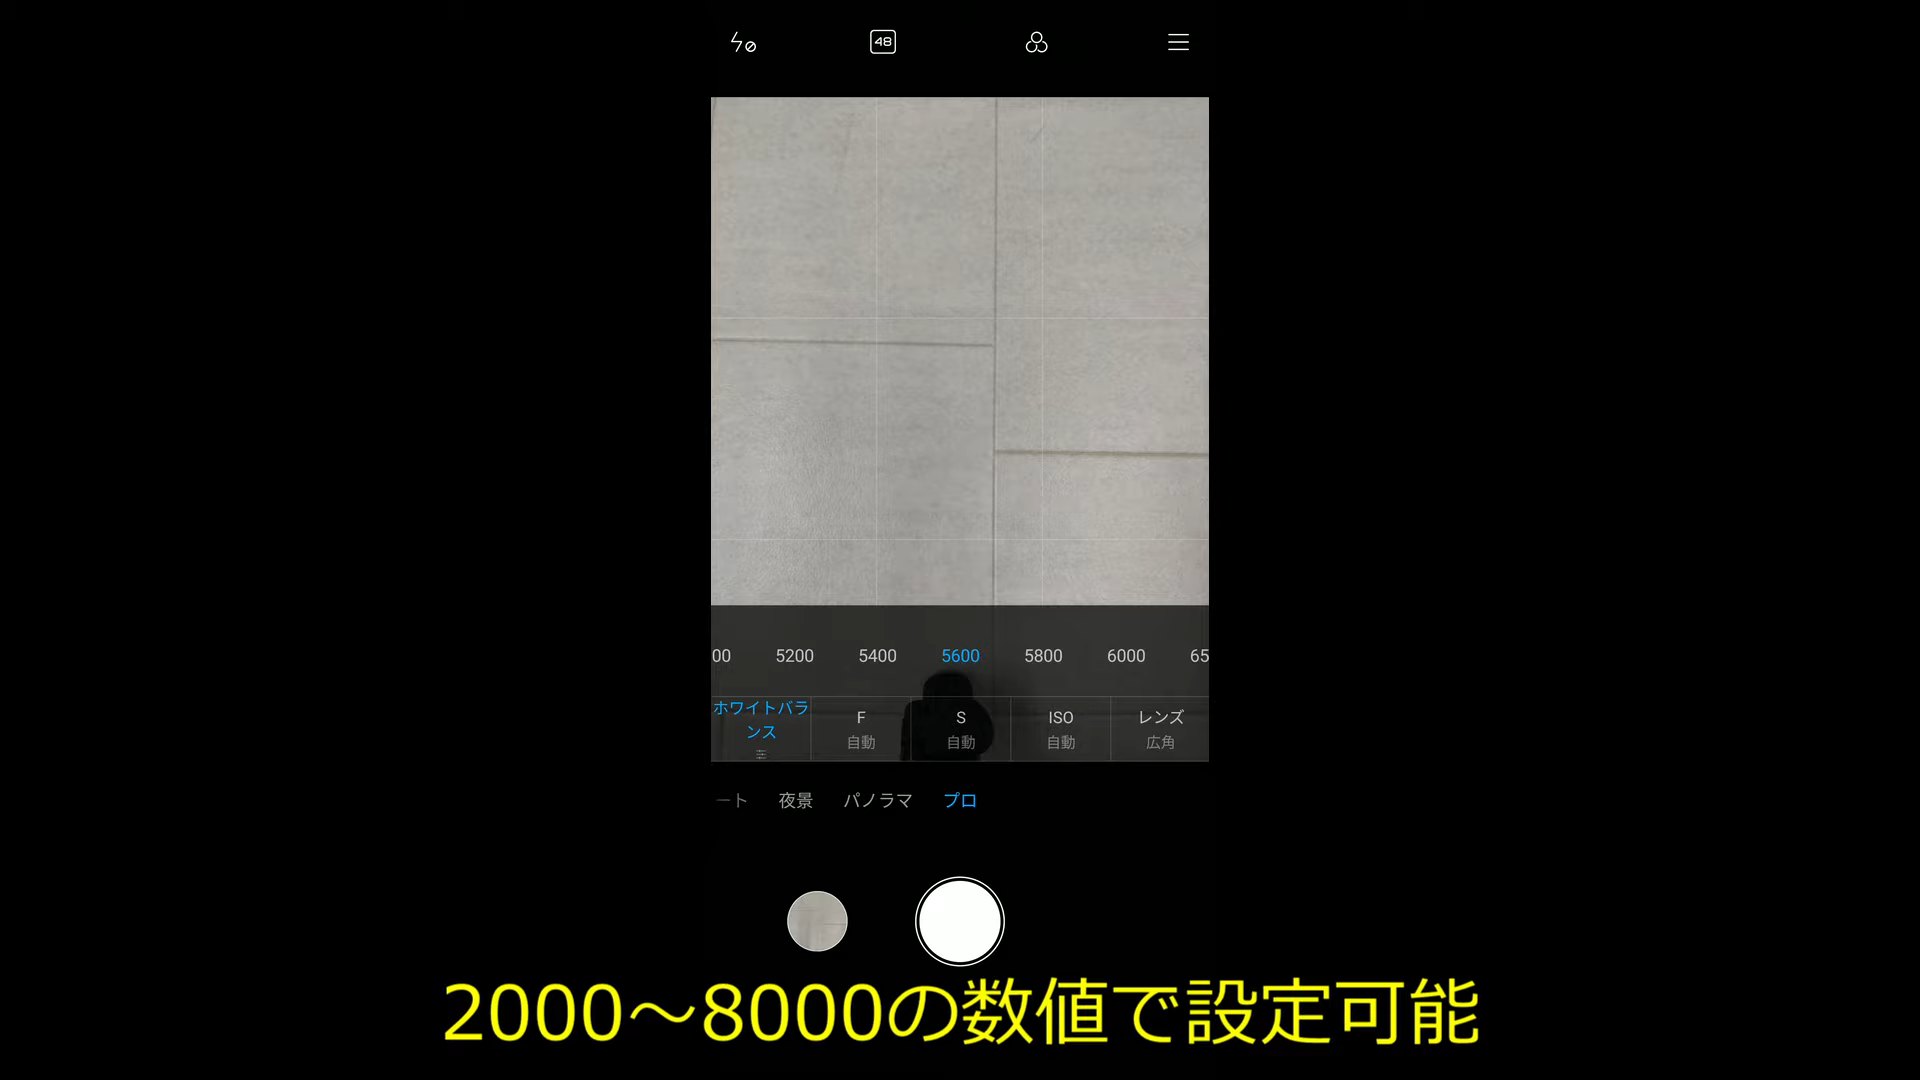 48
00 5200 5400 5600 5800 6000 65
ホワイトバラ
ンス
F
自動
S
自動
ISO
自動
レンズ
広角
ート 夜景 パノラマ プロ
2000～8000の数値で設定可能